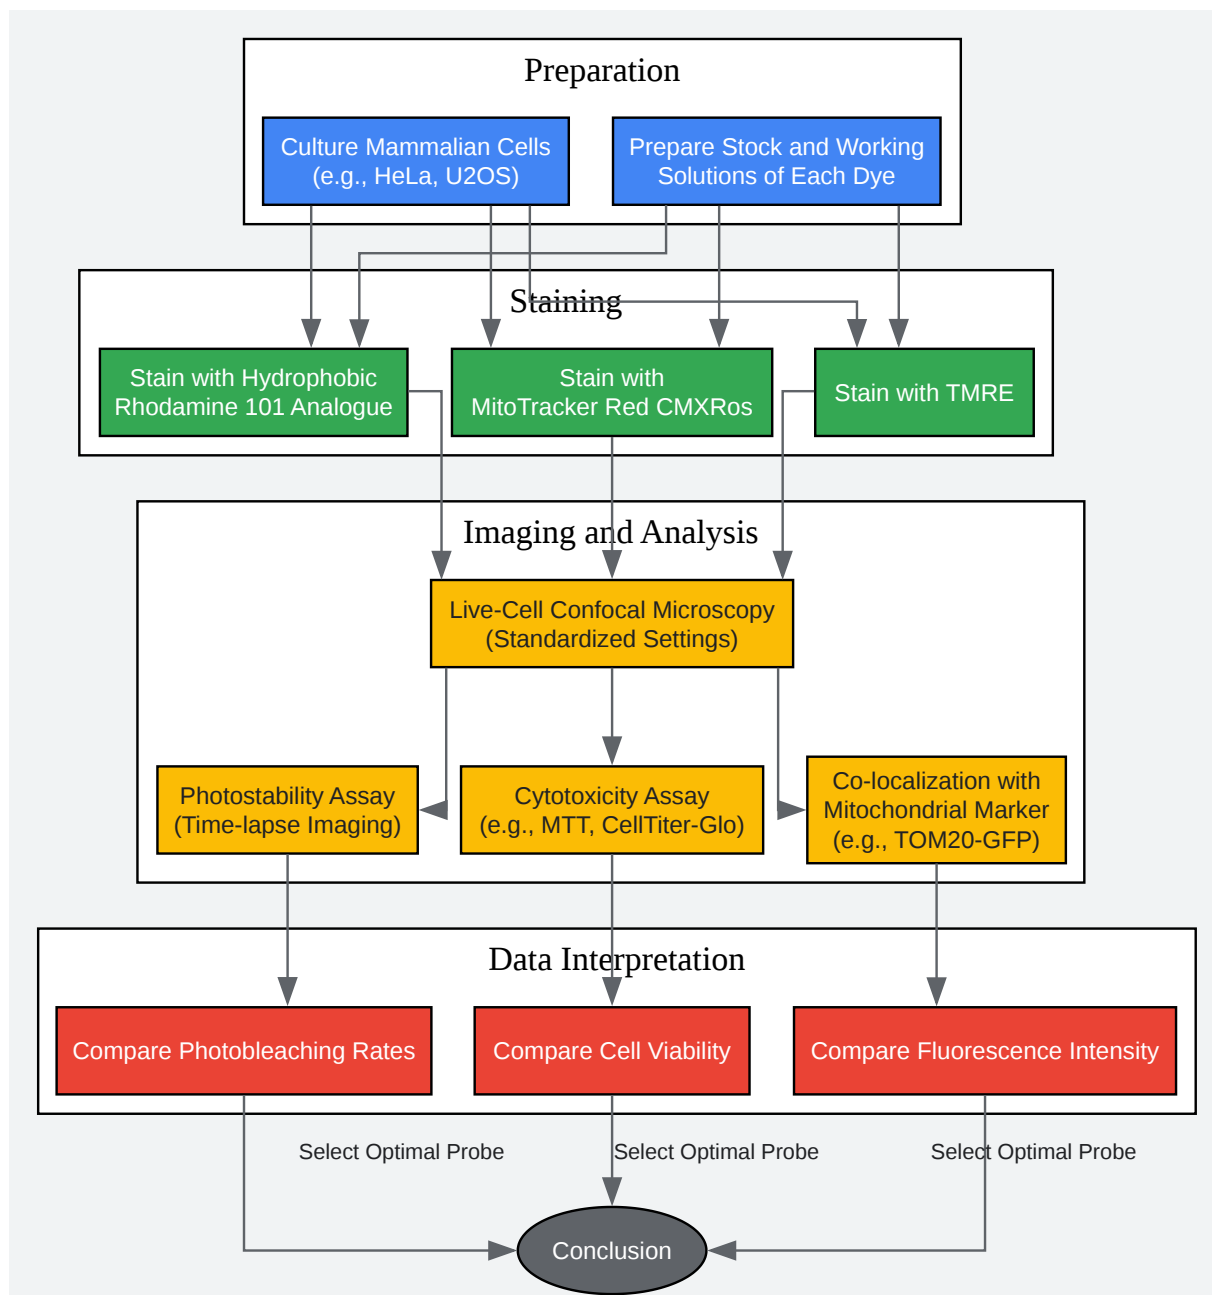 Preparation
Culture Mammalian Cells
(e.g., HeLa, U2OS)
Prepare Stock and Working
Solutions of Each Dye
Staining
Stain with Hydrophobic
Rhodamine 101 Analogue
Stain with
MitoTracker Red CMXRos
Stain with TMRE
Imaging and Analysis
Live-Cell Confocal Microscopy
(Standardized Settings)
Photostability Assay
(Time-lapse Imaging)
Cytotoxicity Assay
(e.g., MTT, CellTiter-Glo)
Co-localization with
Mitochondrial Marker
(e.g., TOM20-GFP)
Data Interpretation
Compare Photobleaching Rates
Compare Cell Viability
Compare Fluorescence Intensity
Select Optimal Probe
Select Optimal Probe
Select Optimal Probe
Conclusion